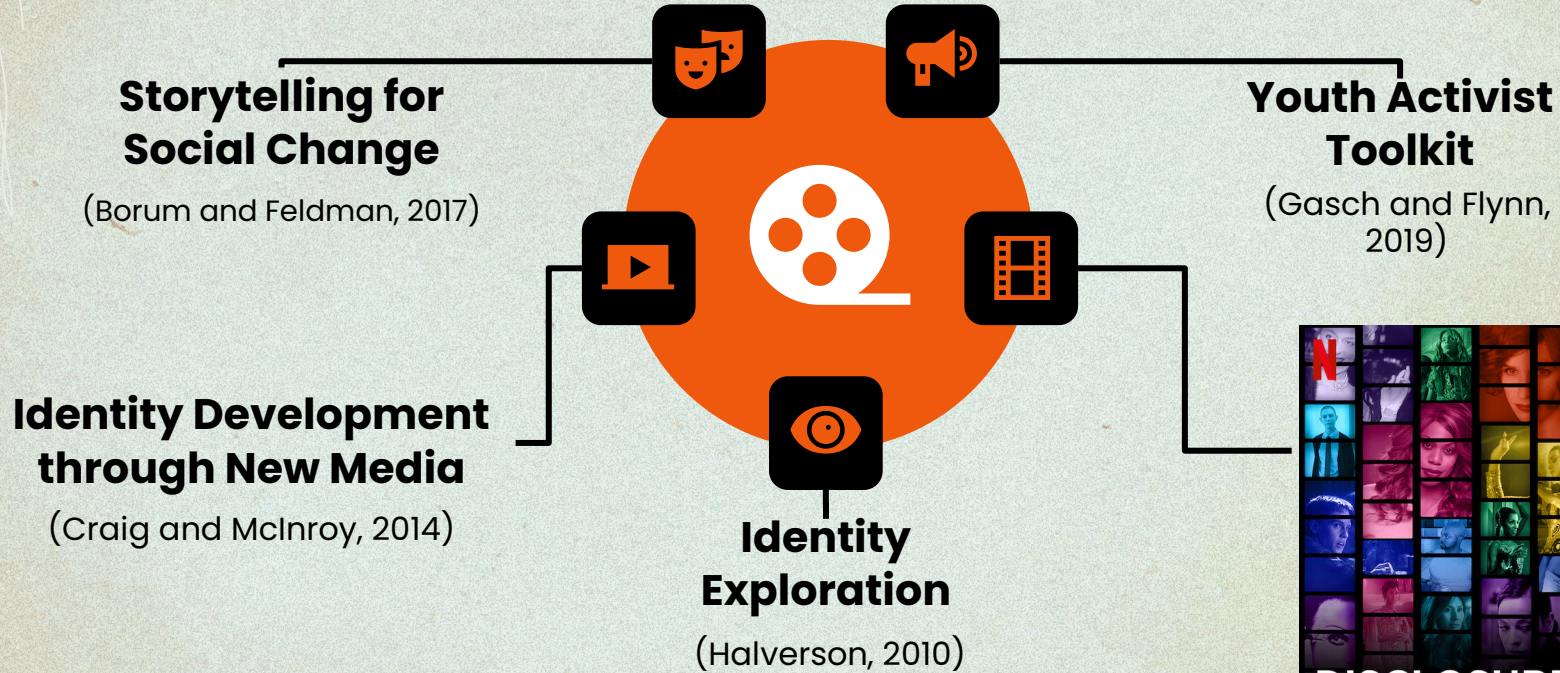 Storytelling for
Social Change
(Borum and Feldman, 2017)
Youth Activist
Toolkit
(Gasch and Flynn,
2019)
Identity Development
through New Media
(Craig and McInroy, 2014)
Identity
Exploration
(Halverson, 2010)
N